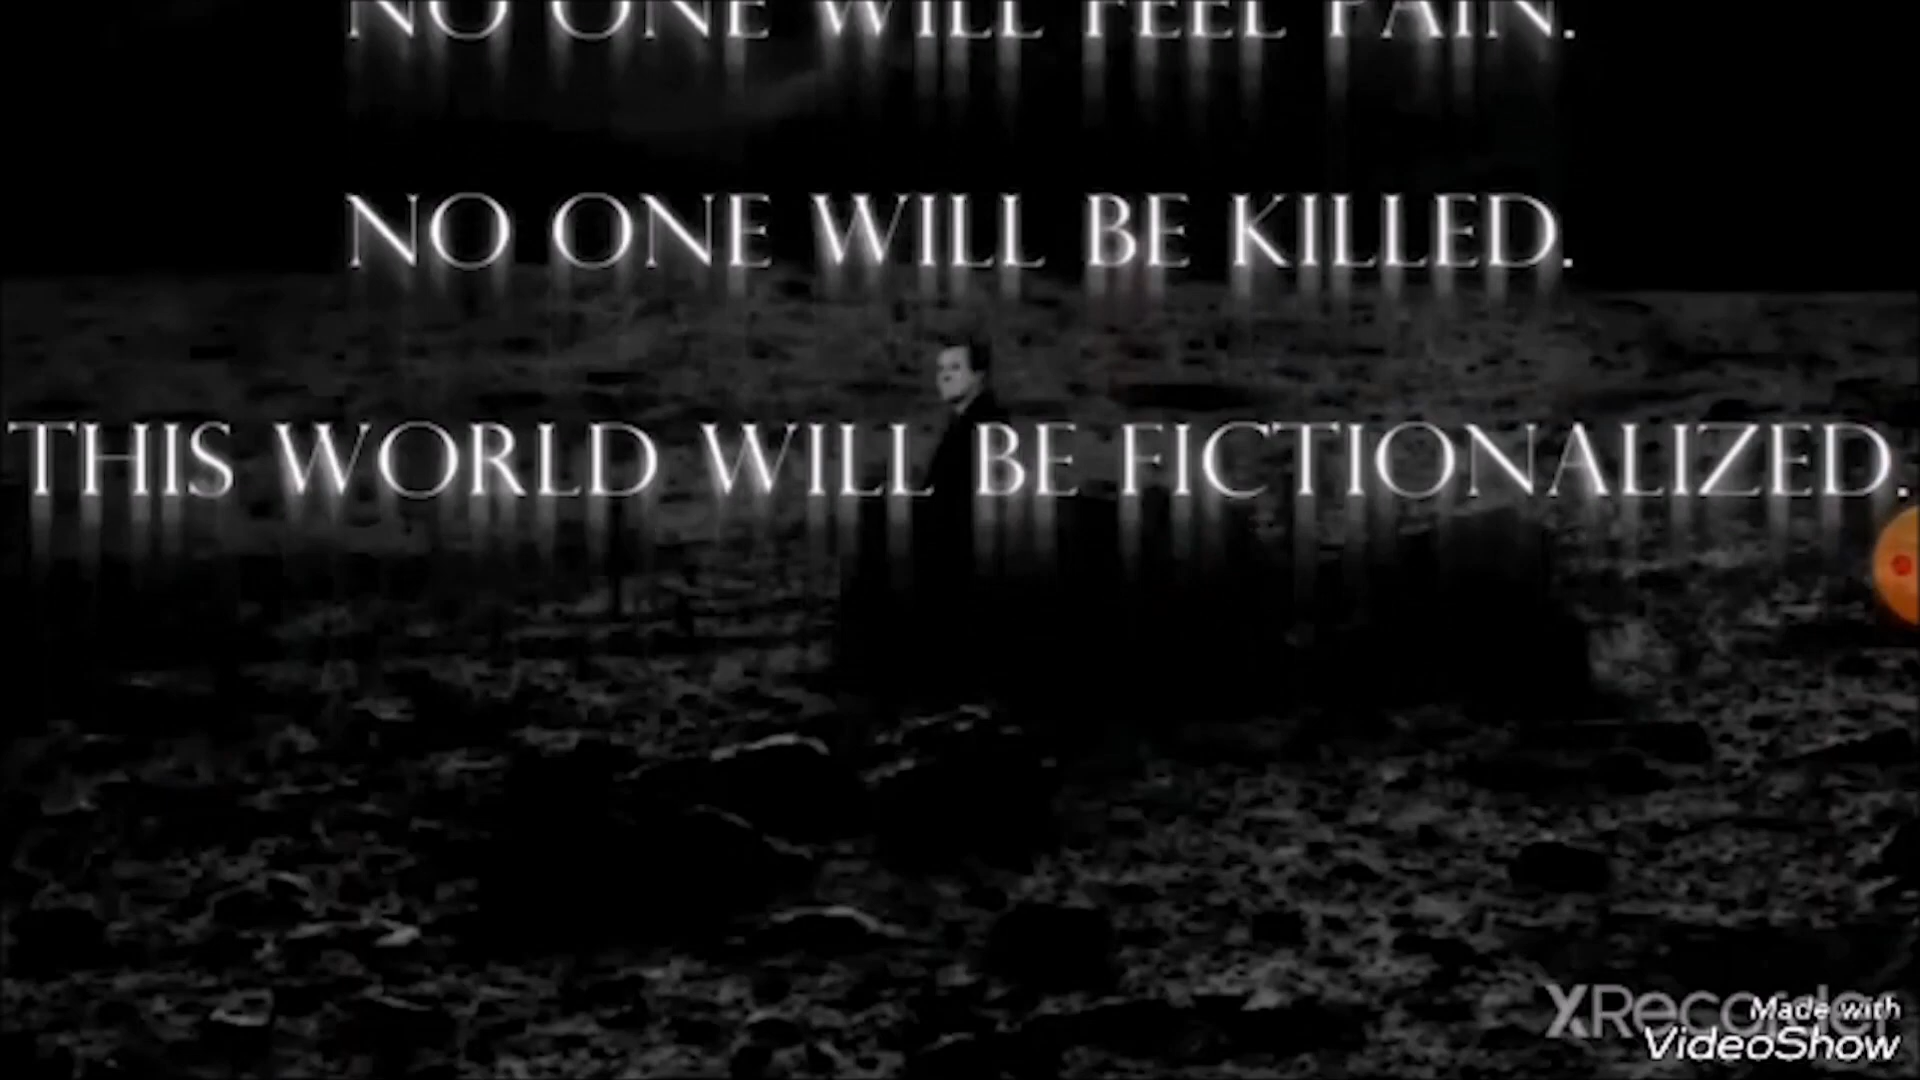 NO ONE WILL FEEL PAIN.
NO ONE WILL BE KILLED.
THIS WORLD WILL BE FICTIONALIZED.
XRecorder
Made with
VideoShow